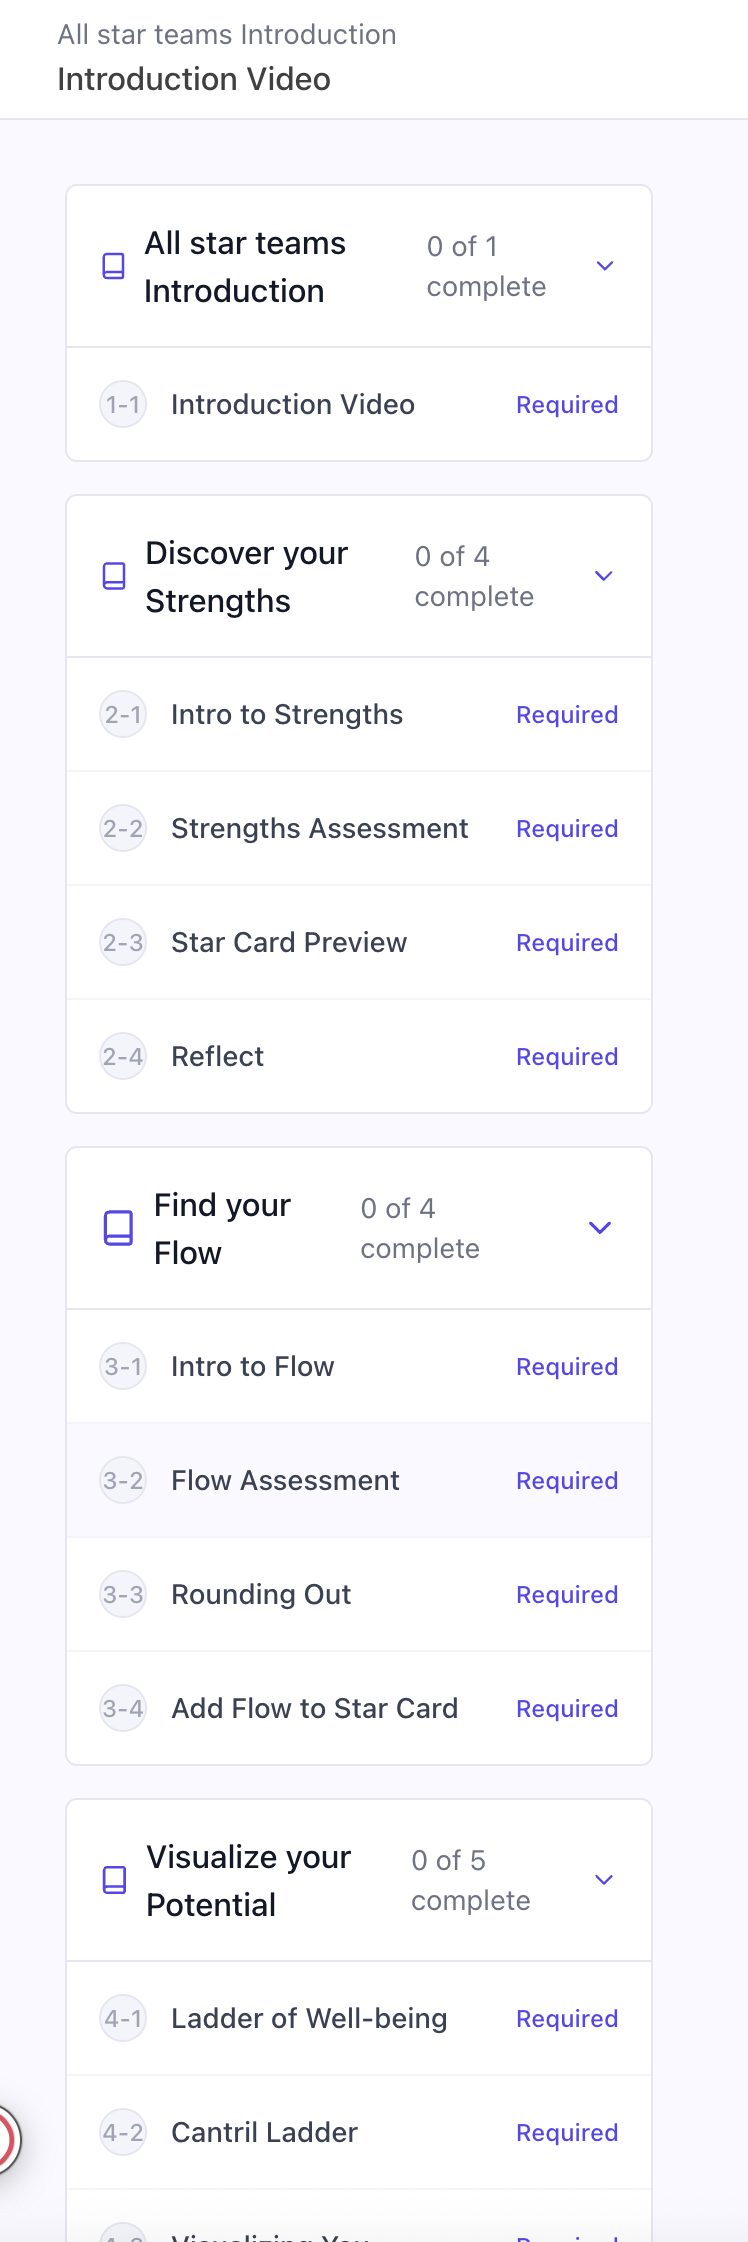 All star teams Introduction
Introduction Video
All star teams
Introduction
0 of 1
complete
1-1 Introduction Video Required
Discover your
Strengths
0 of 4
complete
2-1 Intro to Strengths Required
2-2 Strengths Assessment Required
2-3 Star Card Preview Required
2-4 Reflect Required
Find your
Flow
0 of 4
complete
3-1 Intro to Flow Required
3-2 Flow Assessment Required
3-3 Rounding Out Required
3-4 Add Flow to Star Card Required
Visualize your
Potential
0 of 5
complete
4-1 Ladder of Well-being Required
4-2 Cantril Ladder Required
4-3 Visualizing You Required